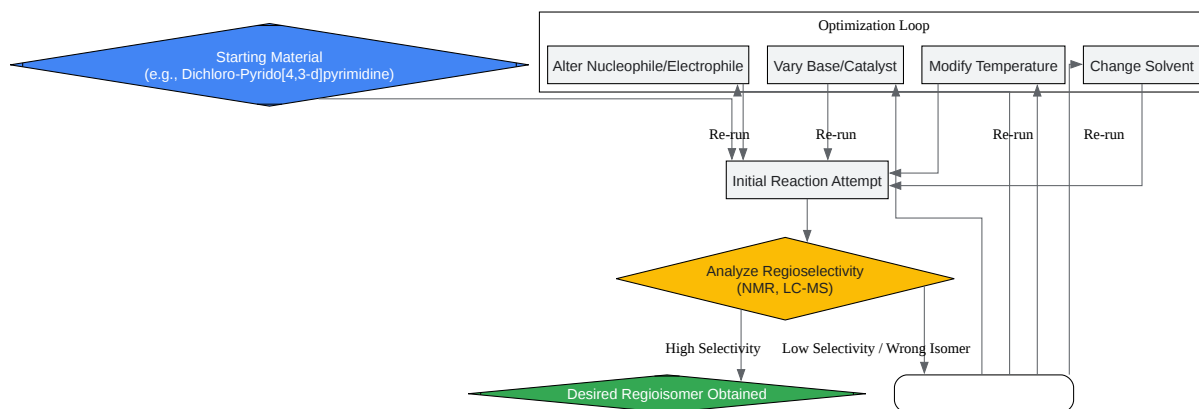 Optimization Loop
Starting Material
(e.g., Dichloro-Pyrido[4,3-d]pyrimidine)
Alter Nucleophile/Electrophile
Vary Base/Catalyst
Modify Temperature
Change Solvent
Re-run
Re-run
Re-run
Re-run
Initial Reaction Attempt
Analyze Regioselectivity
(NMR, LC-MS)
High Selectivity
Low Selectivity / Wrong Isomer
Desired Regioisomer Obtained